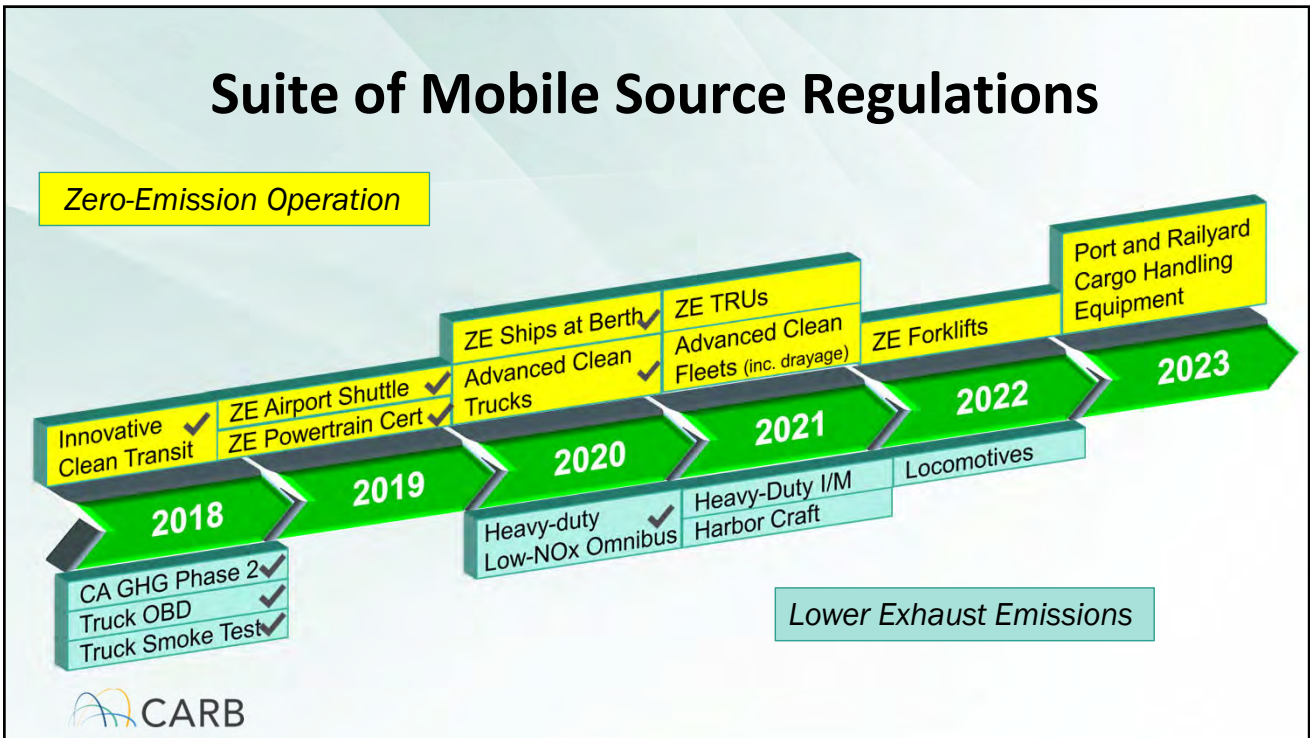 Suite of Mobile Source Regulations
Zero-Emission Operation
Innovative
Clean Transit
ZE Airport Shuttle
ZE Powertrain Cert
ZE Ships at Berth
Advanced Clean
Trucks
ZE TRUs
Advanced Clean
Fleets (inc. drayage)
ZE Forklifts
Port and Railyard
Cargo Handling
Equipment
2018
2019
2020
2021
2022
2023
CA GHG Phase 2
Truck OBD
Truck Smoke Test
Heavy-duty
Low-NOx Omnibus
Heavy-Duty I/M
Harbor Craft
Locomotives
Lower Exhaust Emissions
CARB